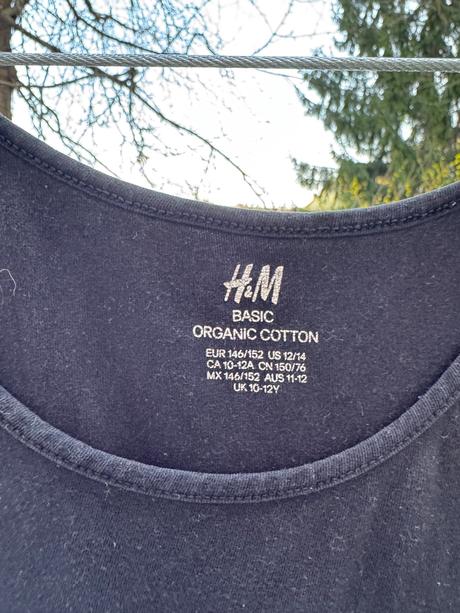 H&M
BASIC
ORGANIC COTTON
EUR 146/152 US 12/14
CA 10-12A CN 150/76
MX 146/152 AUS 11-12
UK 10-12Y